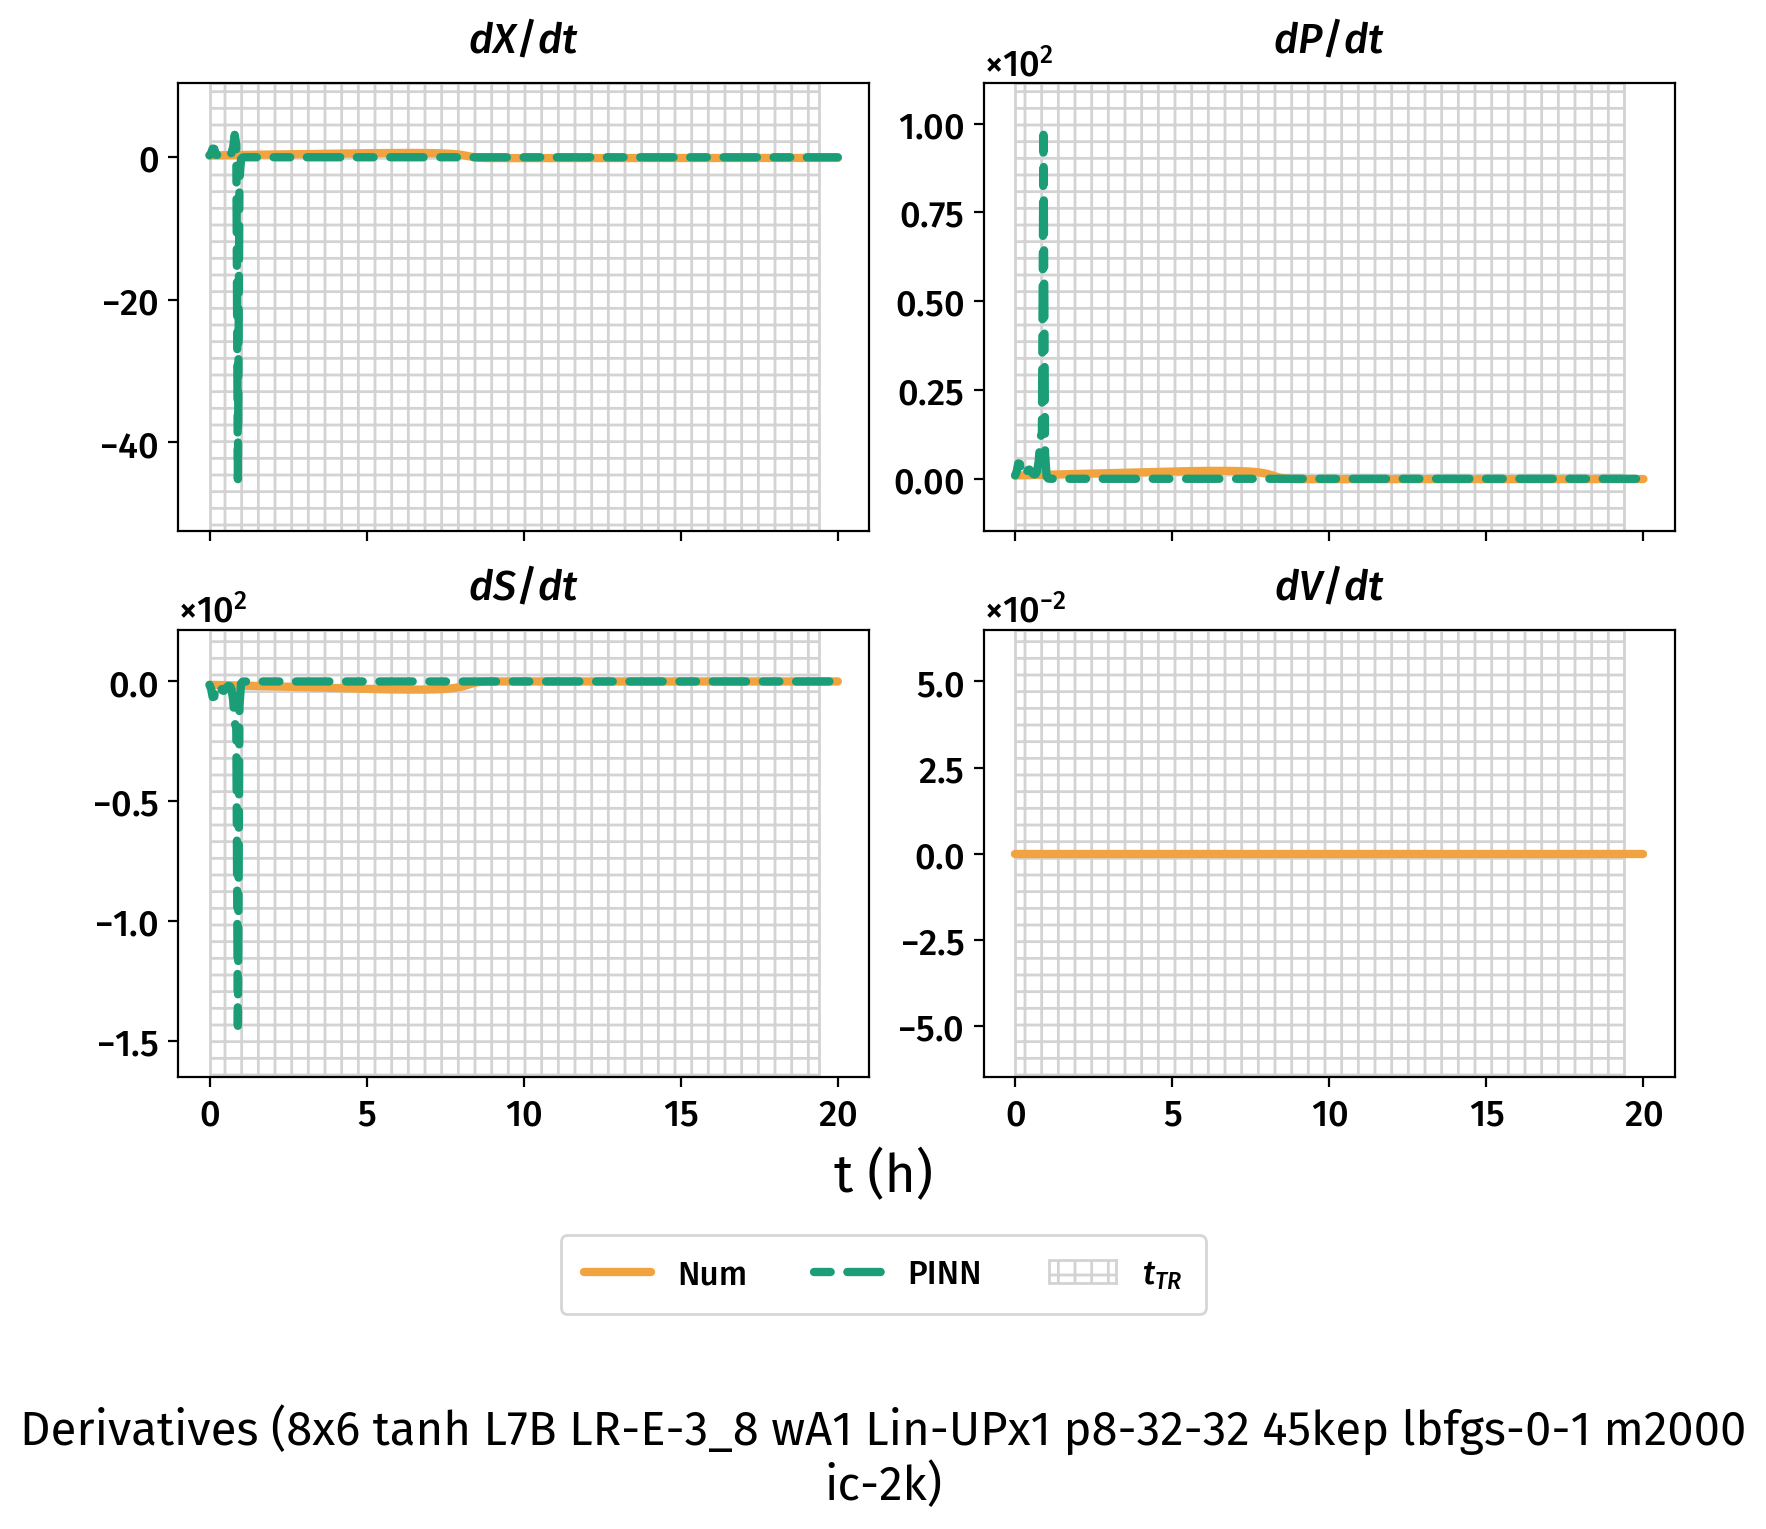 dX/dt
dP/dt
×10²
0
−20
−40
1.00
0.75
0.50
0.25
0.00
dS/dt
dV/dt
×10²
×10⁻²
0.0
−0.5
−1.0
−1.5
5.0
2.5
0.0
−2.5
−5.0
0 5 10 15 20
0 5 10 15 20
t (h)
Num PINN t_TR
Derivatives (8x6 tanh L7B LR-E-3_8 wA1 Lin-UPx1 p8-32-32 45kep lbfgs-0-1 m2000
ic-2k)